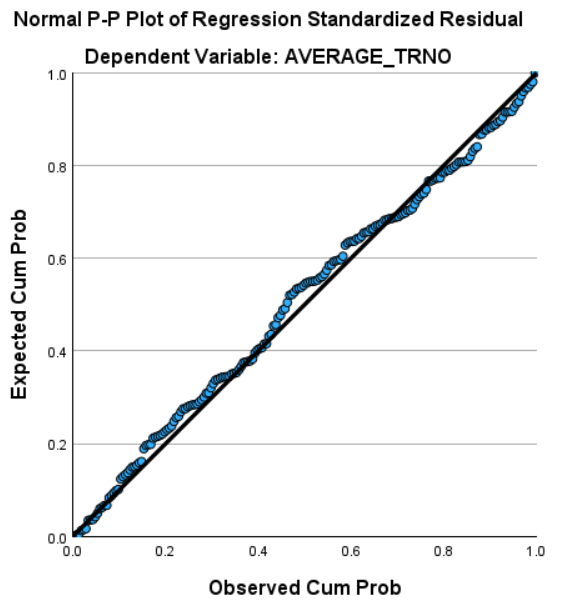 Normal P-P Plot of Regression Standardized Residual
Dependent Variable: AVERAGE_TRNO
Expected Cum Prob
1.0
0.8
0.6
0.4
0.2
0.0
0.0 0.2 0.4 0.6 0.8 1.0
Observed Cum Prob